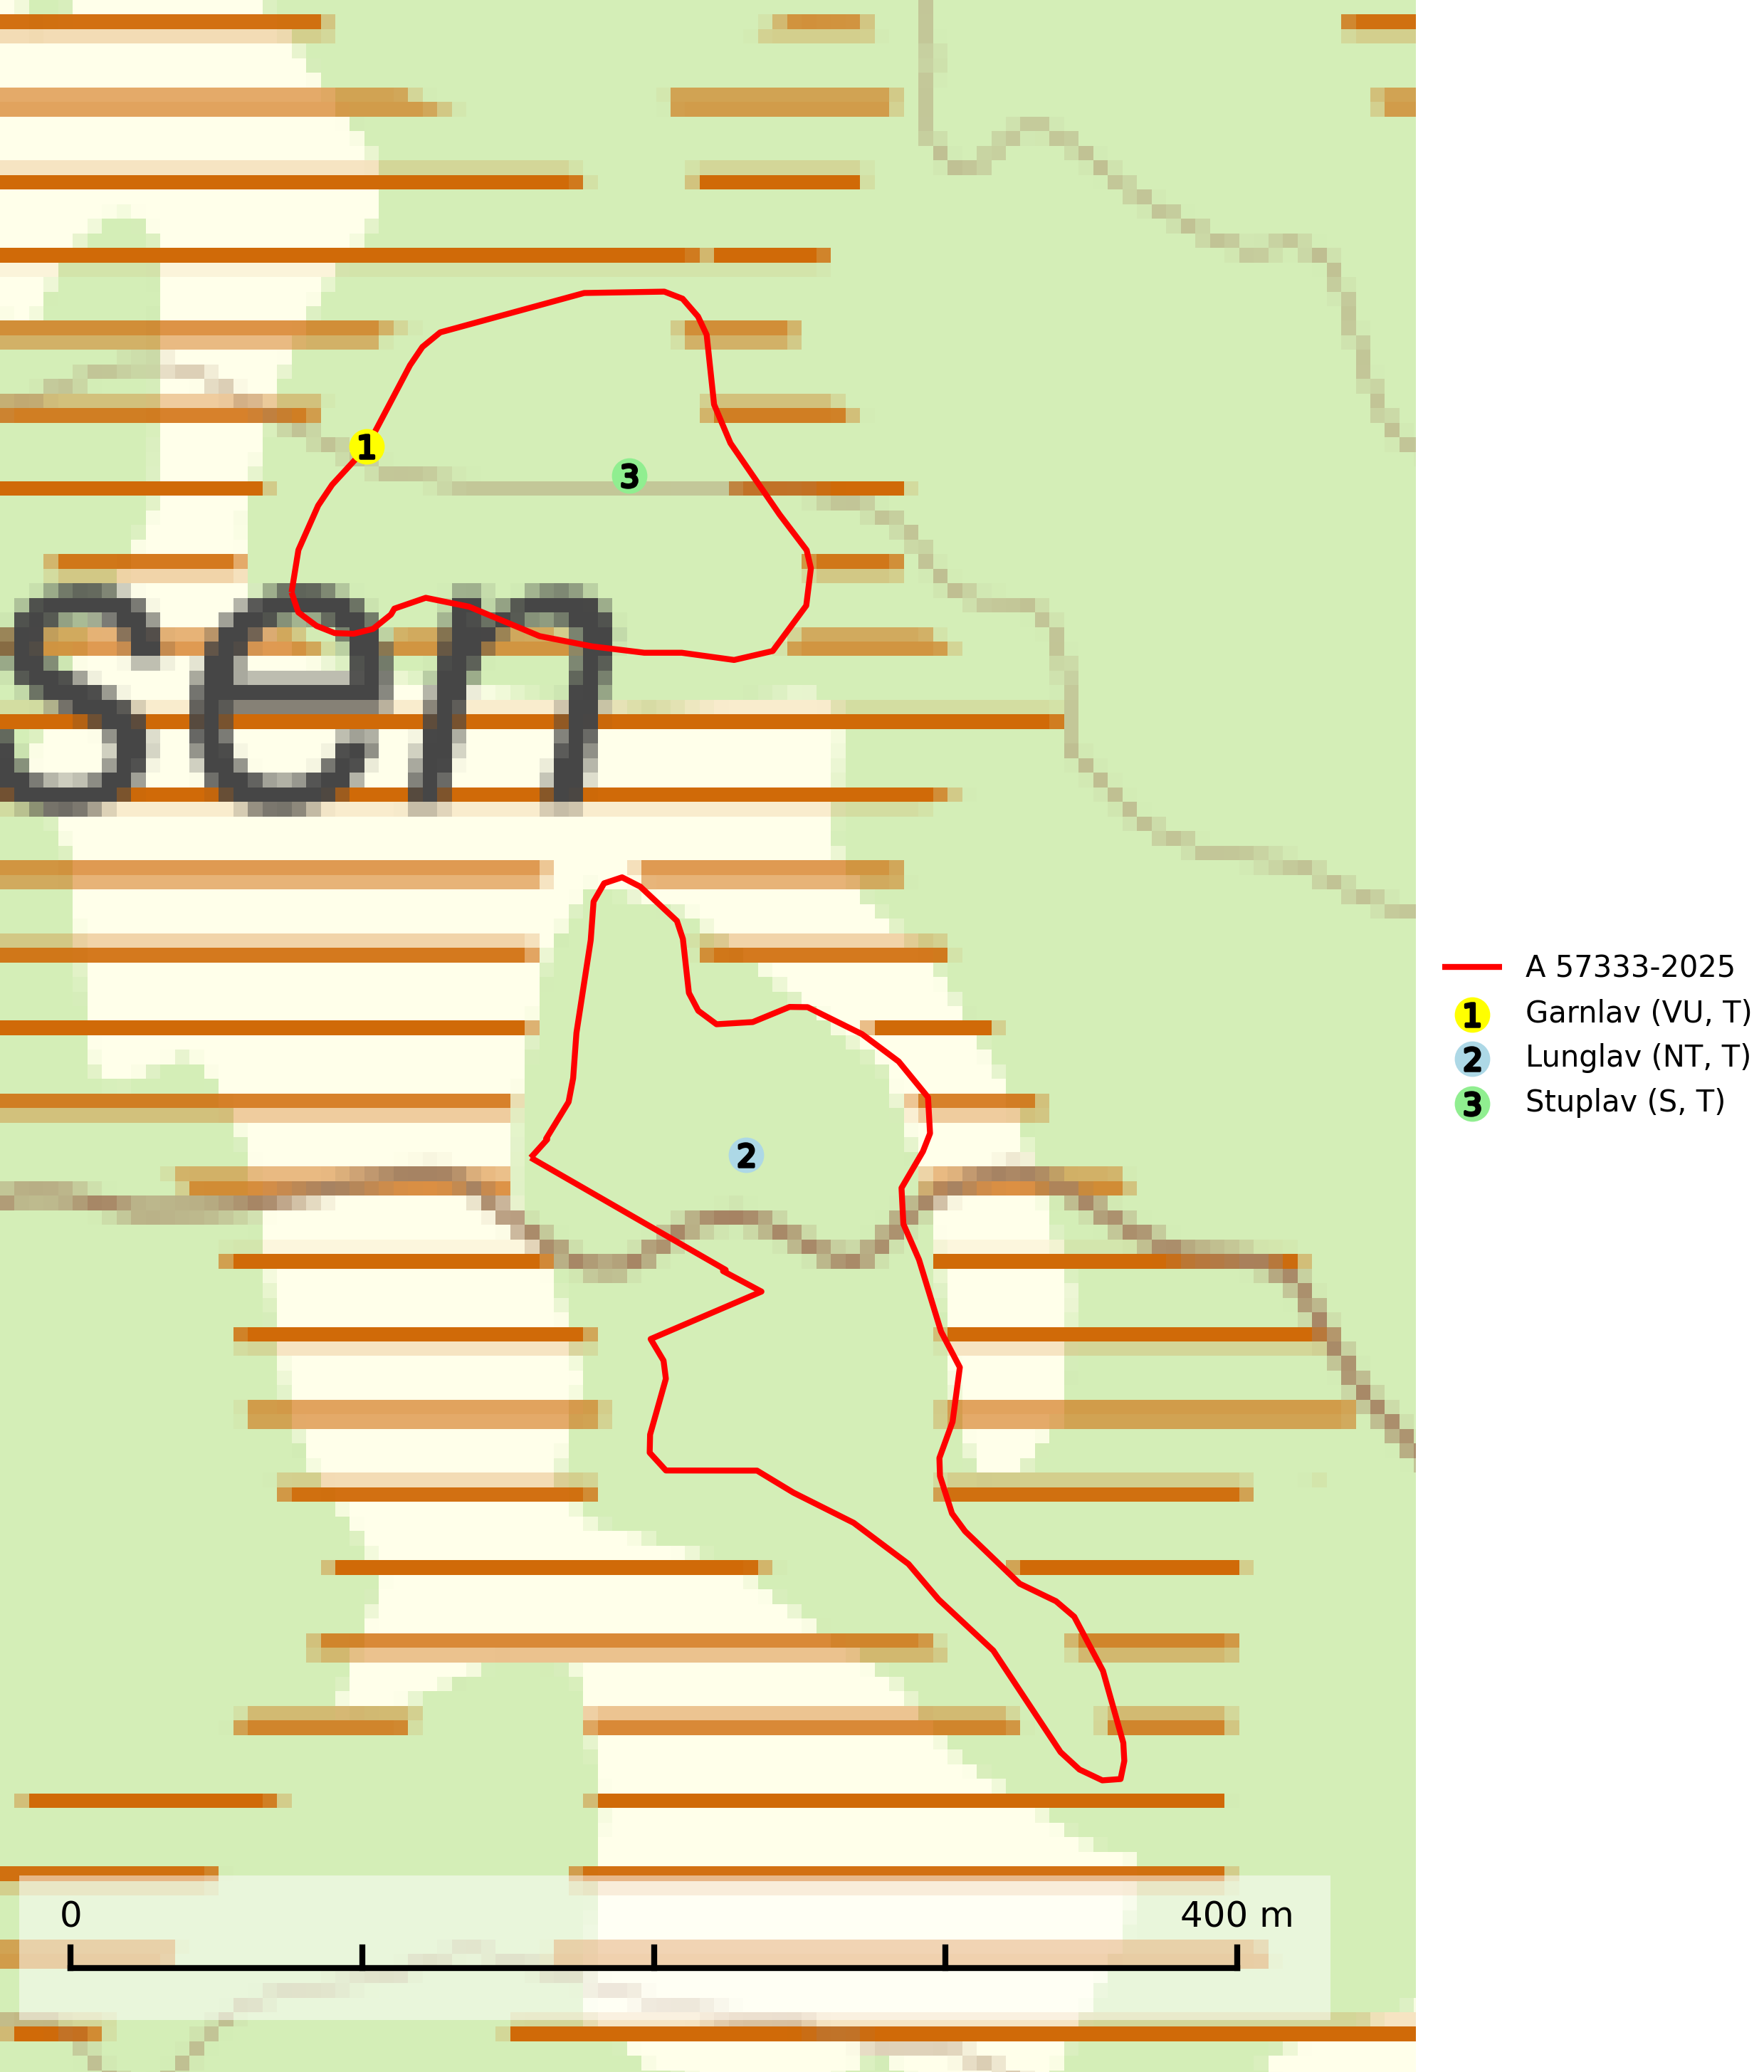 sen
A 57333-2025
1 Garnlav (VU, T)
2 Lunglav (NT, T)
3 Stuplav (S, T)
1
3
2
0 400 m